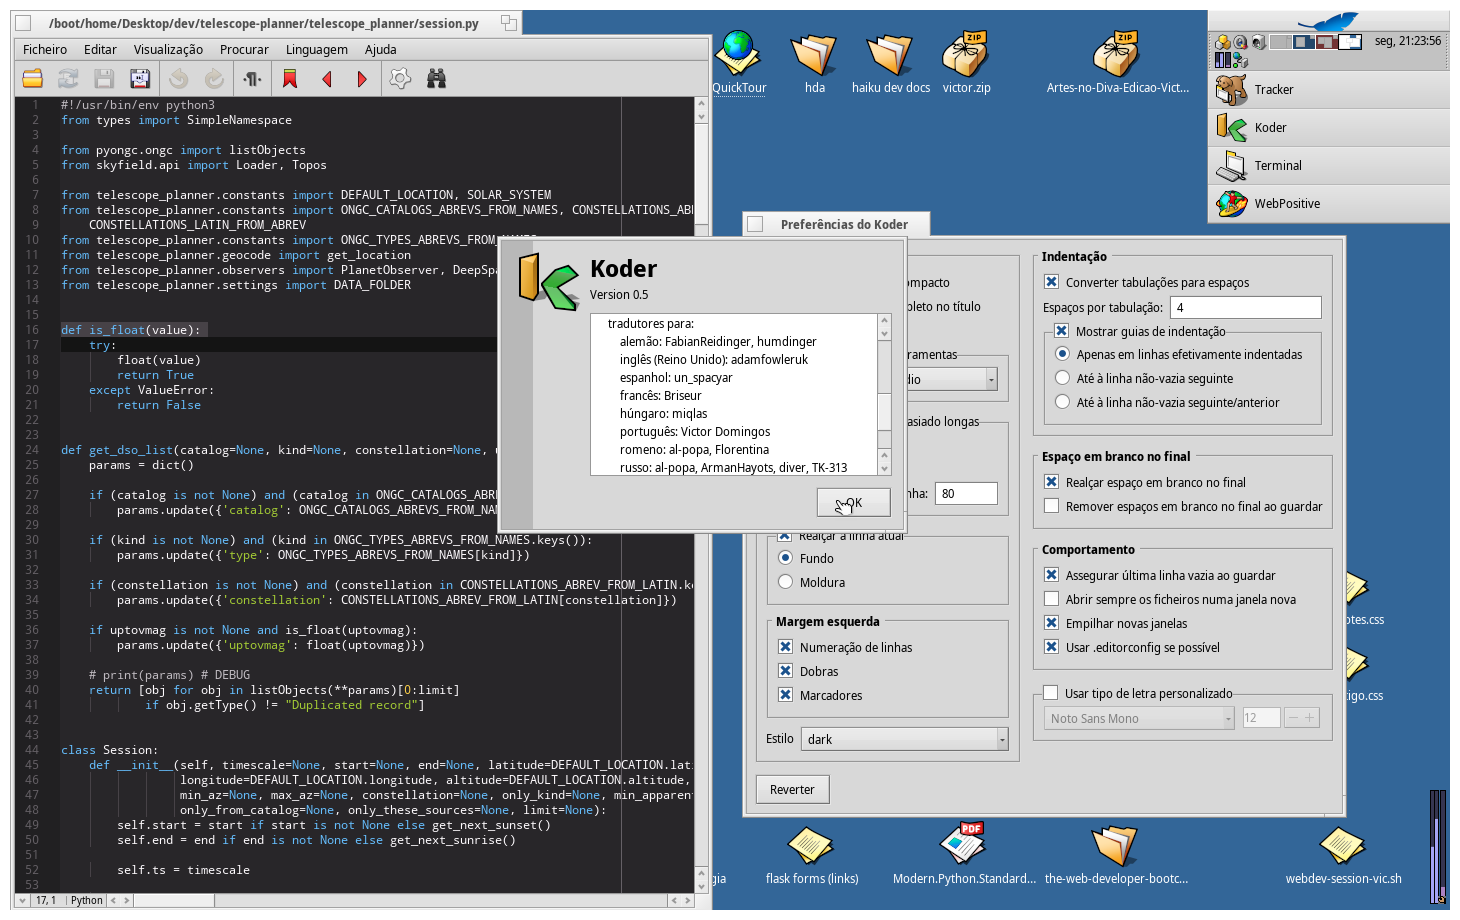 /boot/home/Desktop/dev/telescope-planner/telescope_planner/session.py
Ficheiro Editar Visualização Procurar Linguagem Ajuda
1 #!/usr/bin/env python3
2 from types import SimpleNamespace
3
4 from pyongc.ongc import listObjects
5 from skyfield.api import Loader, Topos
6
7 from telescope_planner.constants import DEFAULT_LOCATION, SOLAR_SYSTEM
8 from telescope_planner.constants import ONGC_CATALOGS_ABREVS_FROM_NAMES, CONSTELLATIONS_AB
9 CONSTELLATIONS_LATIN_FROM_ABREV
10 from telescope_planner.constants import ONGC_TYPES_ABREVS_FROM
11 from telescope_planner.geocode import get_location
12 from telescope_planner.observers import PlanetObserver, DeepSpa
13 from telescope_planner.settings import DATA_FOLDER
14
15
16 def is_float(value):
17 try:
18 float(value)
19 return True
20 except ValueError:
21 return False
22
23
24 def get_dso_list(catalog=None, kind=None, constellation=None, u
25 params = dict()
26
27 if (catalog is not None) and (catalog in ONGC_CATALOGS_ABRE
28 params.update({'catalog': ONGC_CATALOGS_ABREVS_FROM_NAM
29
30 if (kind is not None) and (kind in ONGC_TYPES_ABREVS_FROM_NAMES.keys()):
31 params.update({'type': ONGC_TYPES_ABREVS_FROM_NAMES[kind]})
32
33 if (constellation is not None) and (constellation in CONSTELLATIONS_ABREV_FROM_LATIN.k
34 params.update({'constellation': CONSTELLATIONS_ABREV_FROM_LATIN[constellation]})
35
36 if uptovmag is not None and is_float(uptovmag):
37 params.update({'uptovmag': float(uptovmag)})
38
39 # print(params) # DEBUG
40 return [obj for obj in listObjects(**params)[0:limit]
41 if obj.getType() != "Duplicated record"]
42
43
44 class Session:
45 def __init__(self, timescale=None, start=None, end=None, latitude=DEFAULT_LOCATION.lat
46 longitude=DEFAULT_LOCATION.longitude, altitude=DEFAULT_LOCATION.altitude,
47 min_az=None, max_az=None, constellation=None, only_kind=None, min_apparen
48 only_from_catalog=None, only_these_sources=None, limit=None):
49 self.start = start if start is not None else get_next_sunset()
50 self.end = end if end is not None else get_next_sunrise()
51
52 self.ts = timescale
53
17, 1 Python
QuickTour
hda
haiku dev docs
victor.zip
ZIP
Artes-no-Diva-Edicao-Vict...
ZIP
seg, 21:23:56
Tracker
Koder
Terminal
WebPositive
Koder
Version 0.5
tradutores para:
alemão: FabianReidinger, humdinger
inglês (Reino Unido): adamfowleruk
espanhol: un_spacyar
francês: Briseur
húngaro: miqlas
português: Victor Domingos
romeno: al-popa, Florentina
russo: al-popa, ArmanHayots, diver, TK-313
OK
Preferências do Koder
ompacto
pleto no título
ramentas
dio
asiado longas
nha: 80
Realçar a linha atual
Fundo
Moldura
Margem esquerda
Numeração de linhas
Dobras
Marcadores
Estilo dark
Reverter
Indentação
Converter tabulações para espaços
Espaços por tabulação: 4
Mostrar guias de indentação
Apenas em linhas efetivamente indentadas
Até à linha não-vazia seguinte
Até à linha não-vazia seguinte/anterior
Espaço em branco no final
Realçar espaço em branco no final
Remover espaços em branco no final ao guardar
Comportamento
Assegurar última linha vazia ao guardar
Abrir sempre os ficheiros numa janela nova
Empilhar novas janelas
Usar .editorconfig se possível
Usar tipo de letra personalizado
Noto Sans Mono 12
otes.css
igo.css
gia
flask forms (links)
PDF
Modern.Python.Standard...
the-web-developer-bootc...
webdev-session-vic.sh